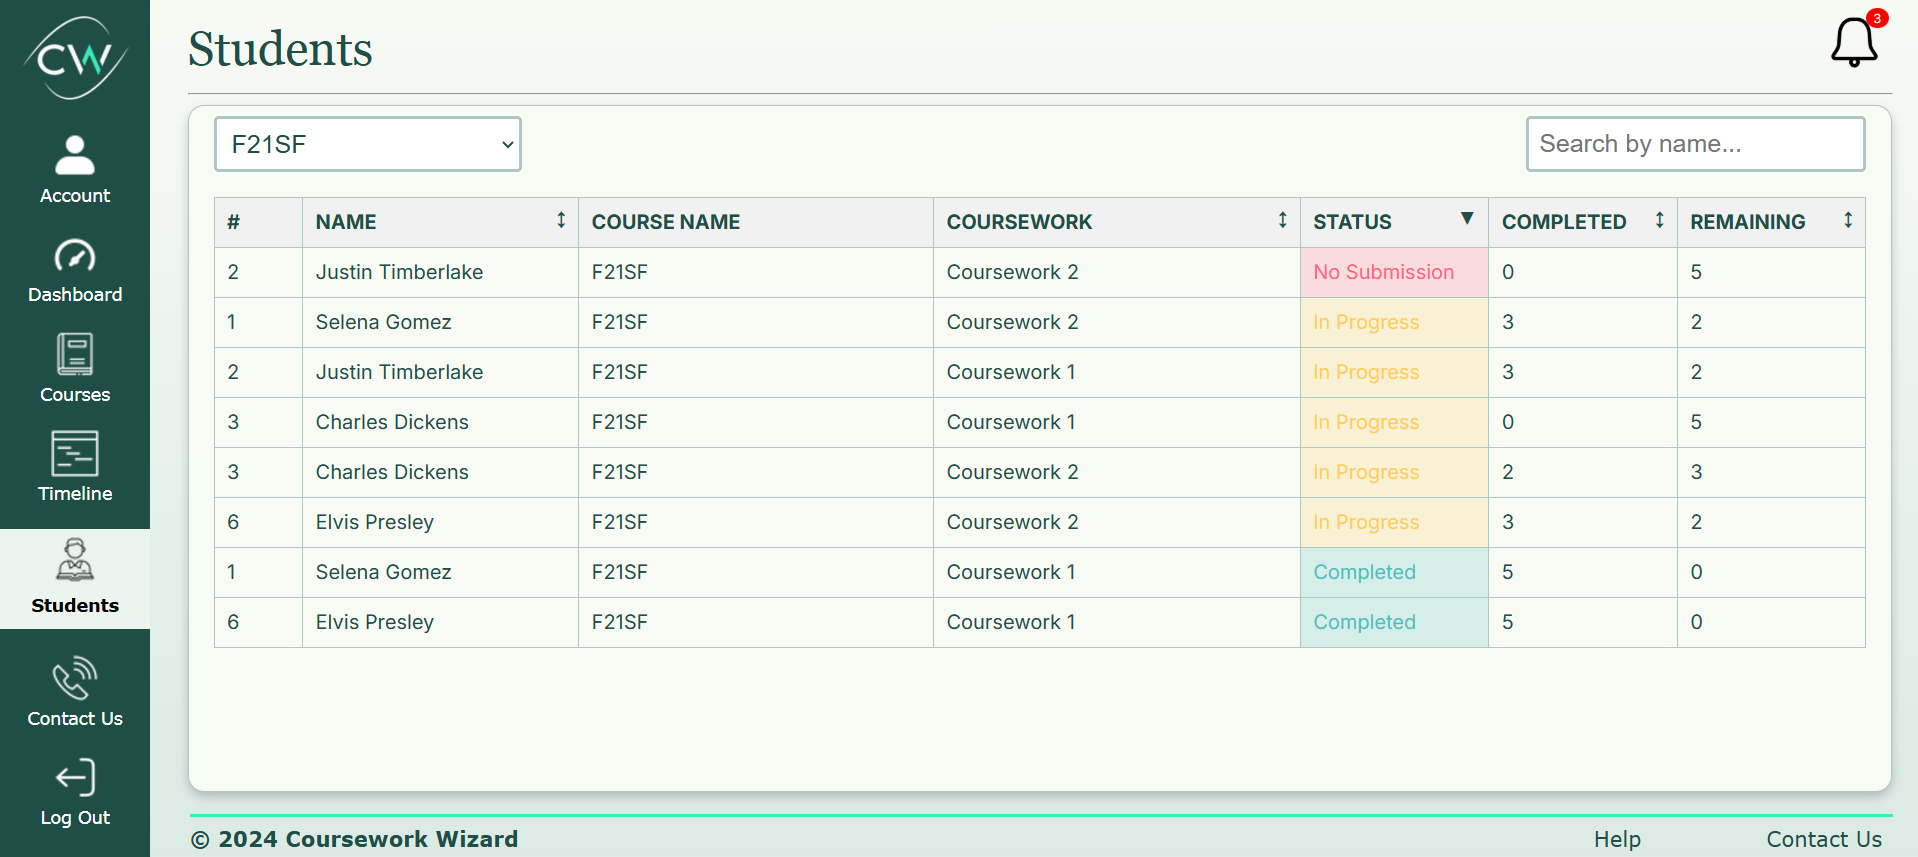 CW
Account
Dashboard
Courses
Timeline
Students
Contact Us
Log Out
Students
3
F21SF
Search by name...
# NAME COURSE NAME COURSEWORK STATUS COMPLETED REMAINING
2 Justin Timberlake F21SF Coursework 2 No Submission 0 5
1 Selena Gomez F21SF Coursework 2 In Progress 3 2
2 Justin Timberlake F21SF Coursework 1 In Progress 3 2
3 Charles Dickens F21SF Coursework 1 In Progress 0 5
3 Charles Dickens F21SF Coursework 2 In Progress 2 3
6 Elvis Presley F21SF Coursework 2 In Progress 3 2
1 Selena Gomez F21SF Coursework 1 Completed 5 0
6 Elvis Presley F21SF Coursework 1 Completed 5 0
© 2024 Coursework Wizard
Help Contact Us